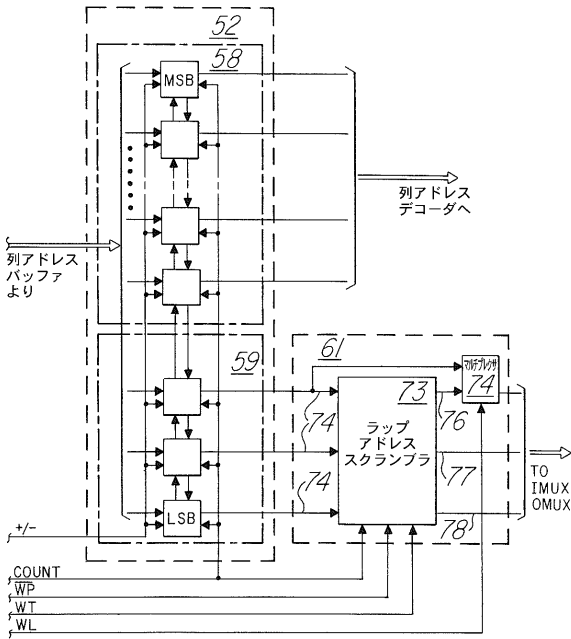 52
58
MSB
列アドレス
デコーダへ
列アドレス
バッファ
より
59
61
マルチプレクサ
74
73
ラップ
アドレス
スクランブラ
76
77
78
74
74
TO
IMUX
OMUX
LSB
+/-
COUNT
WP
WT
WL